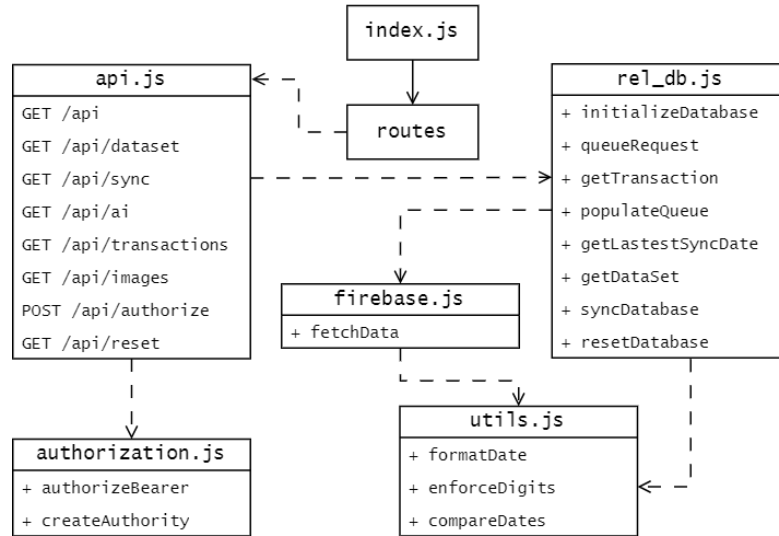 index.js
routes
api.js
GET /api
GET /api/dataset
GET /api/sync
GET /api/ai
GET /api/transactions
GET /api/images
POST /api/authorize
GET /api/reset
rel_db.js
+ initializeDatabase
+ queueRequest
+ getTransaction
+ populateQueue
+ getLastestSyncDate
+ getDataSet
+ syncDatabase
+ resetDatabase
firebase.js
+ fetchData
authorization.js
+ authorizeBearer
+ createAuthority
utils.js
+ formatDate
+ enforceDigits
+ compareDates